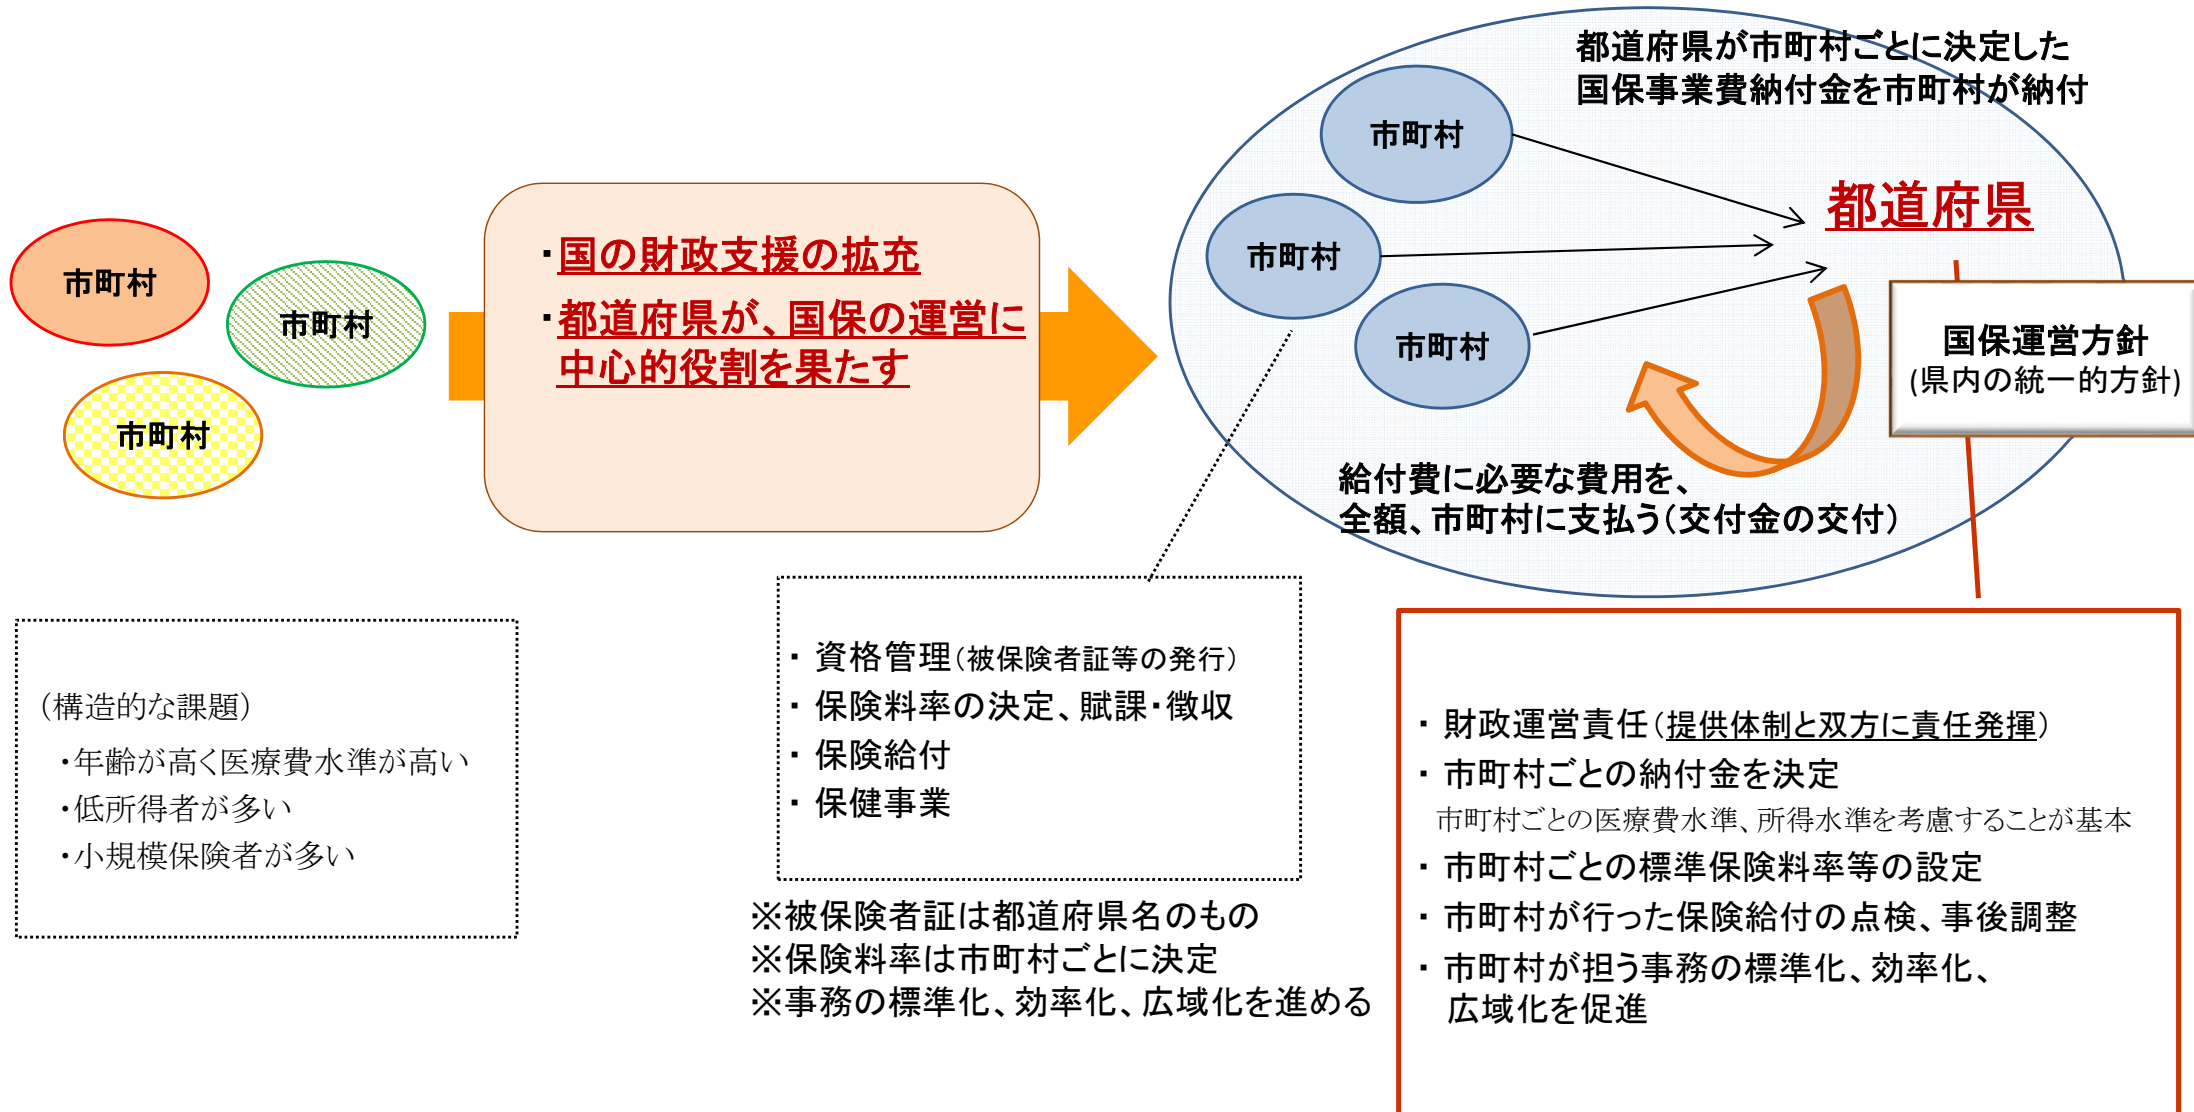 市町村
市町村
市町村
・国の財政支援の拡充
・都道府県が、国保の運営に
中心的役割を果たす
都道府県が市町村ごとに決定した
国保事業費納付金を市町村が納付
市町村
市町村
市町村
都道府県
国保運営方針
(県内の統一的方針)
給付費に必要な費用を、
全額、市町村に支払う（交付金の交付）
（構造的な課題）
・年齢が高く医療費水準が高い
・低所得者が多い
・小規模保険者が多い
・ 資格管理（被保険者証等の発行）
・ 保険料率の決定、賦課・徴収
・ 保険給付
・ 保健事業
※被保険者証は都道府県名のもの
※保険料率は市町村ごとに決定
※事務の標準化、効率化、広域化を進める
・ 財政運営責任（提供体制と双方に責任発揮）
・ 市町村ごとの納付金を決定
市町村ごとの医療費水準、所得水準を考慮することが基本
・ 市町村ごとの標準保険料率等の設定
・ 市町村が行った保険給付の点検、事後調整
・ 市町村が担う事務の標準化、効率化、
広域化を促進